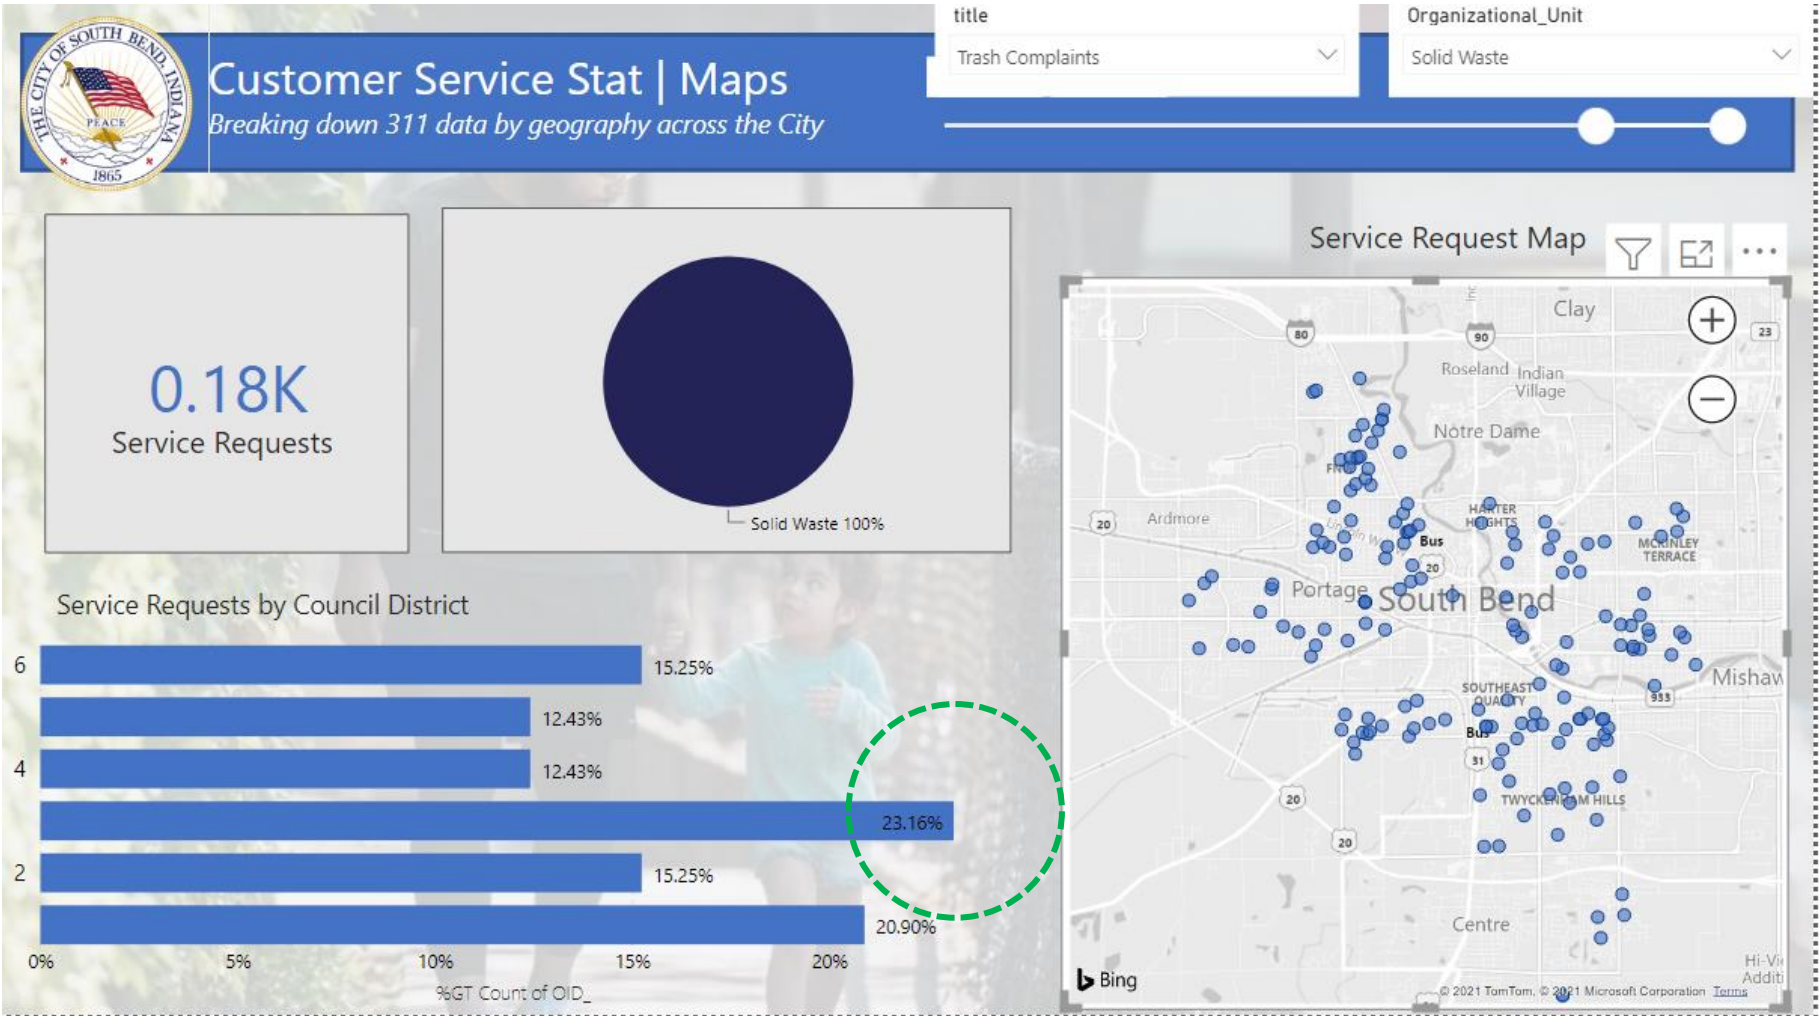 title
Organizational_Unit
Trash Complaints
Solid Waste
THE CITY OF SOUTH BEND, INDIANA
PEACE
1865
Customer Service Stat | Maps
Breaking down 311 data by geography across the City
0.18K
Service Requests
Solid Waste 100%
Service Requests by Council District
6
15.25%
12.43%
4
12.43%
23.16%
2
15.25%
20.90%
0%
5%
10%
15%
20%
%GT Count of OID_
Service Request Map
Clay
80
90
23
Roseland
Indian
Village
Notre Dame
20
Ardmore
HARTER
HEIGHTS
Bus
20
MCKINLEY
TERRACE
Portage
South Bend
Mishaw
SOUTHEAST
933
Bus
31
20
TWYCKENHAM HILLS
20
Centre
Hi-Vi
Additi
Bing
© 2021 TomTom, © 2021 Microsoft Corporation Terms